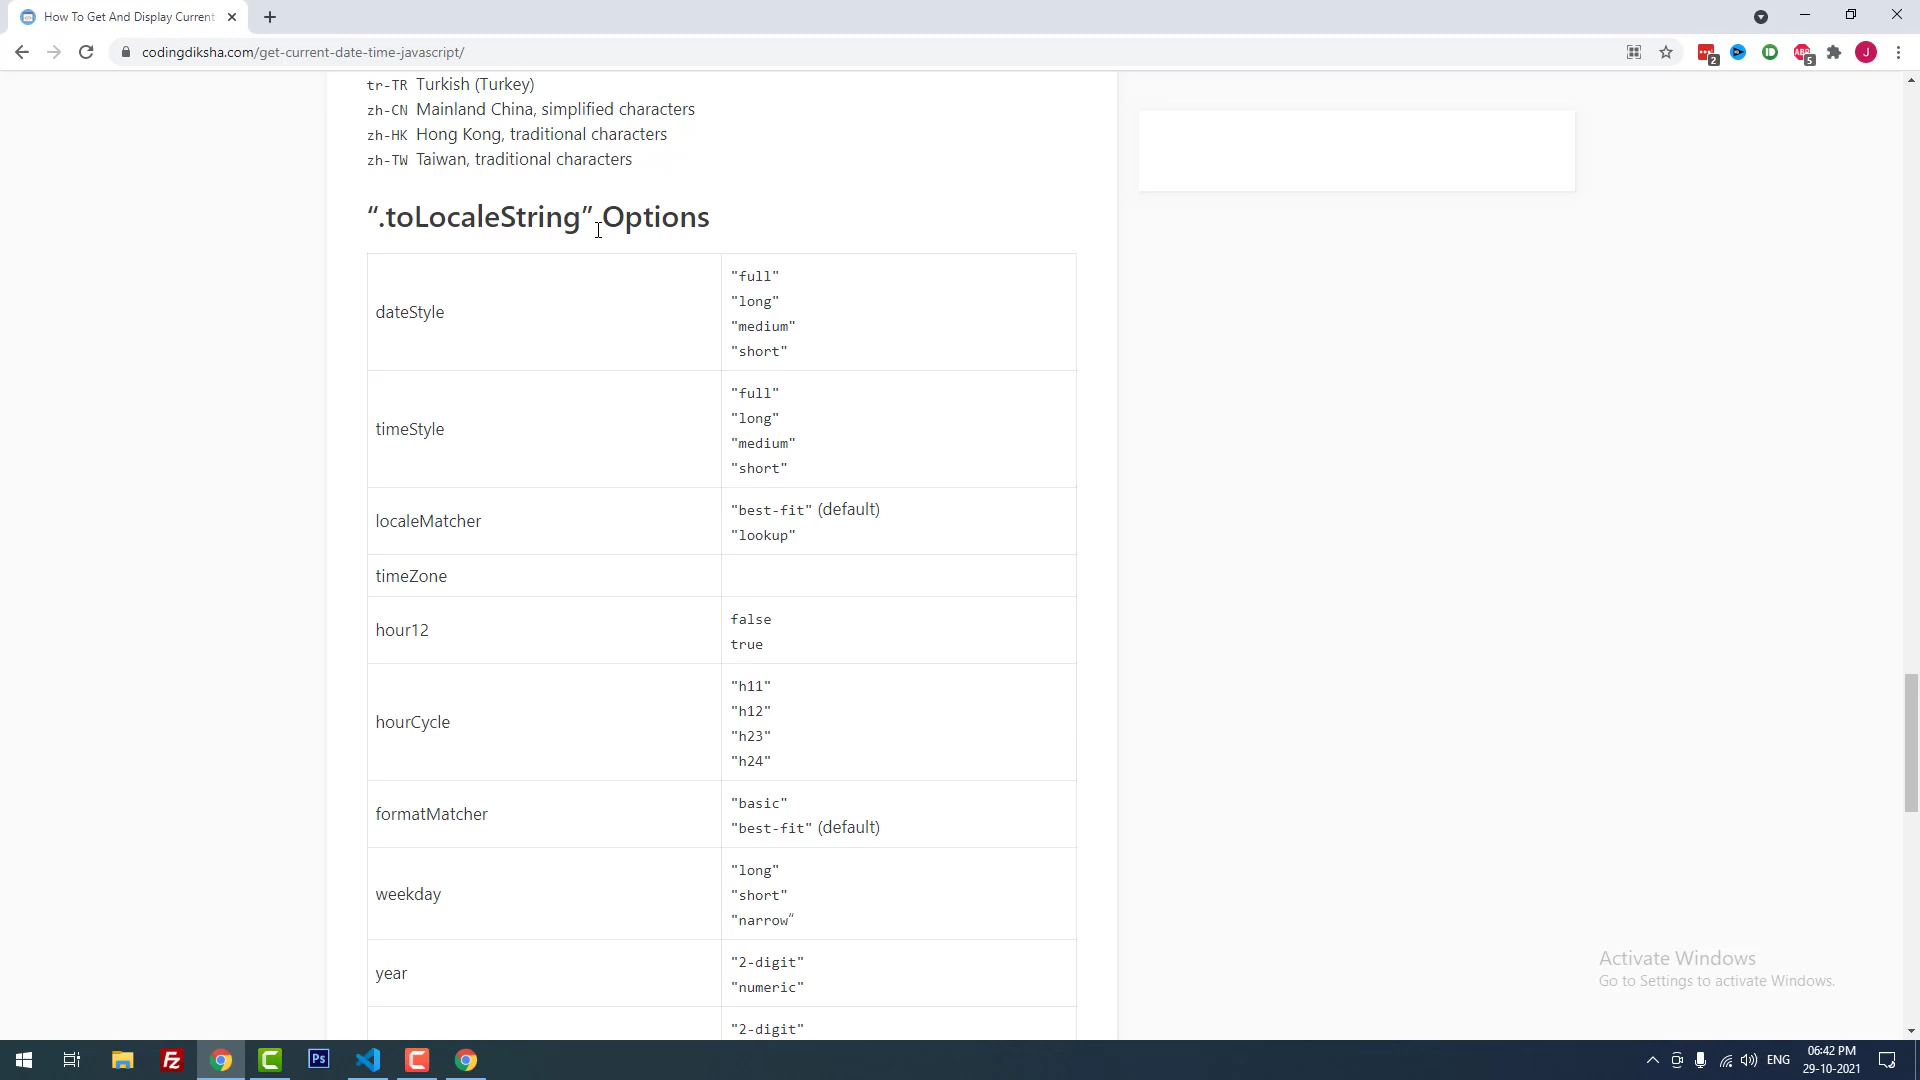 How To Get And Display Current
codingdiksha.com/get-current-date-time-javascript/
2
5
J
tr-TR Turkish (Turkey)
zh-CN Mainland China, simplified characters
zh-HK Hong Kong, traditional characters
zh-TW Taiwan, traditional characters
“.toLocaleString” Options
dateStyle
"full"
"long"
"medium"
"short"
timeStyle
"full"
"long"
"medium"
"short"
localeMatcher
"best-fit" (default)
"lookup"
timeZone
hour12
false
true
hourCycle
"h11"
"h12"
"h23"
"h24"
formatMatcher
"basic"
"best-fit" (default)
weekday
"long"
"short"
"narrow“
year
"2-digit"
"numeric"
"2-digit"
Activate Windows
Go to Settings to activate Windows.
Fz
C
Ps
C
ENG
06:42 PM
29-10-2021